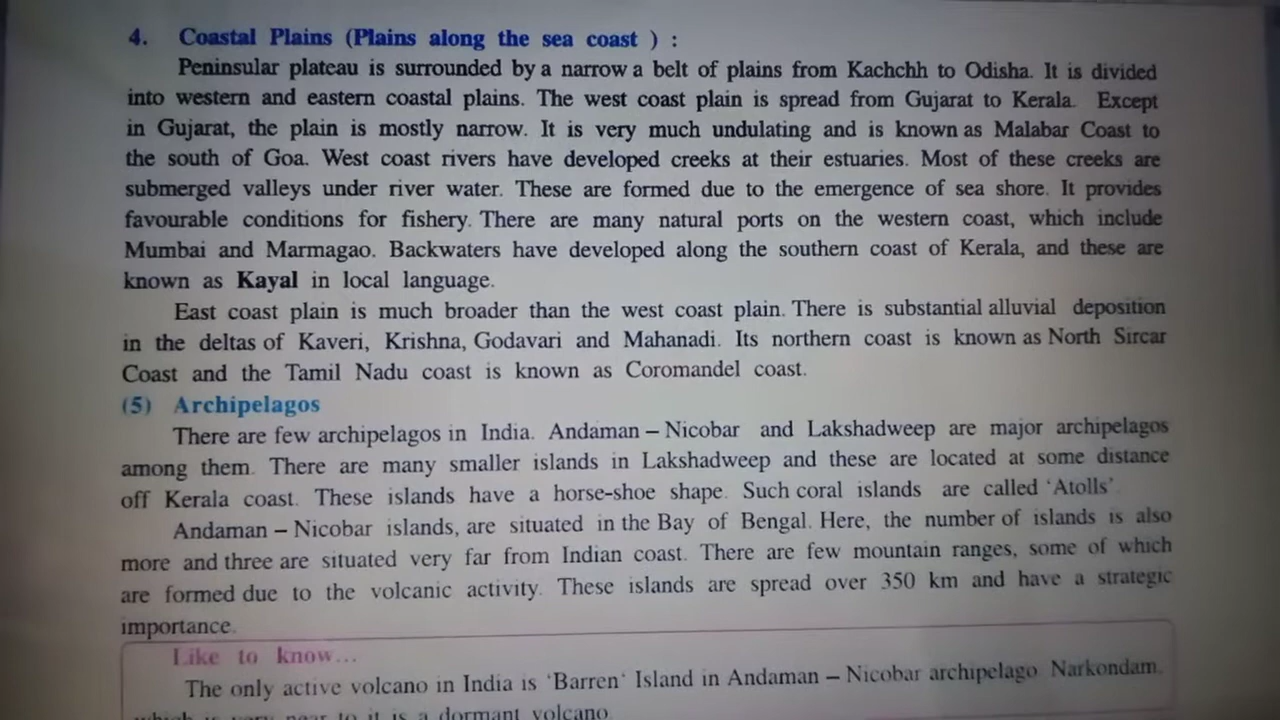 4. Coastal Plains (Plains along the sea coast ) :
Peninsular plateau is surrounded by a narrow a belt of plains from Kachchh to Odisha. It is divided
into western and eastern coastal plains. The west coast plain is spread from Gujarat to Kerala. Except
in Gujarat, the plain is mostly narrow. It is very much undulating and is known as Malabar Coast to
the south of Goa. West coast rivers have developed creeks at their estuaries. Most of these creeks are
submerged valleys under river water. These are formed due to the emergence of sea shore. It provides
favourable conditions for fishery. There are many natural ports on the western coast, which include
Mumbai and Marmagao. Backwaters have developed along the southern coast of Kerala, and these are
known as Kayal in local language.
East coast plain is much broader than the west coast plain. There is substantial alluvial deposition
in the deltas of Kaveri, Krishna, Godavari and Mahanadi. Its northern coast is known as North Sircar
Coast and the Tamil Nadu coast is known as Coromandel coast.
(5) Archipelagos
There are few archipelagos in India. Andaman – Nicobar and Lakshadweep are major archipelagos
among them. There are many smaller islands in Lakshadweep and these are located at some distance
off Kerala coast. These islands have a horse-shoe shape. Such coral islands are called 'Atolls'.
Andaman – Nicobar islands, are situated in the Bay of Bengal. Here, the number of islands is also
more and three are situated very far from Indian coast. There are few mountain ranges, some of which
are formed due to the volcanic activity. These islands are spread over 350 km and have a strategic
importance.
Like to know...
The only active volcano in India is 'Barren' Island in Andaman – Nicobar archipelago. Narkondam,
which is very near to it is a dormant volcano.